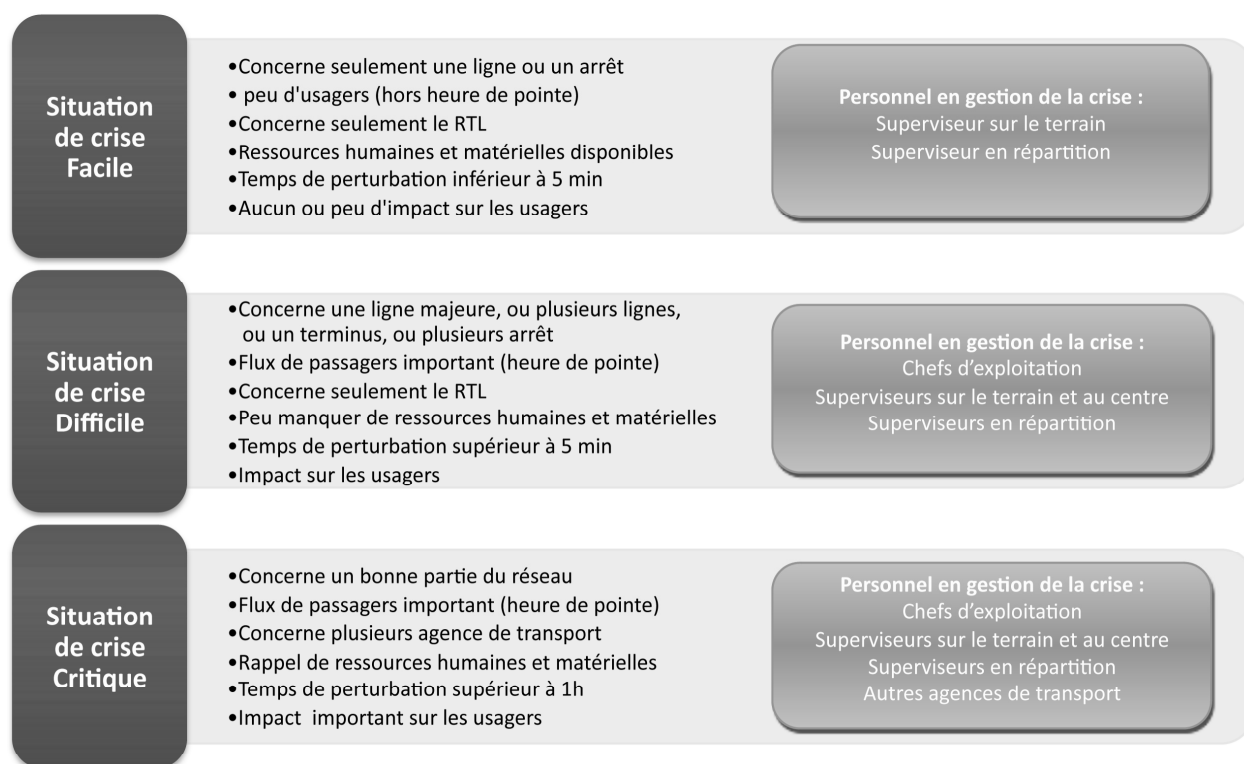 Situation
de crise
Facile
•Concerne seulement une ligne ou un arrêt
• peu d'usagers (hors heure de pointe)
•Concerne seulement le RTL
•Ressources humaines et matérielles disponibles
•Temps de perturbation inférieur à 5 min
•Aucun ou peu d'impact sur les usagers
Personnel en gestion de la crise :
Superviseur sur le terrain
Superviseur en répartition
Situation
de crise
Difficile
•Concerne une ligne majeure, ou plusieurs lignes,
ou un terminus, ou plusieurs arrêt
•Flux de passagers important (heure de pointe)
•Concerne seulement le RTL
•Peu manquer de ressources humaines et matérielles
•Temps de perturbation supérieur à 5 min
•Impact sur les usagers
Personnel en gestion de la crise :
Chefs d'exploitation
Superviseurs sur le terrain et au centre
Superviseurs en répartition
Situation
de crise
Critique
•Concerne un bonne partie du réseau
•Flux de passagers important (heure de pointe)
•Concerne plusieurs agence de transport
•Rappel de ressources humaines et matérielles
•Temps de perturbation supérieur à 1h
•Impact  important sur les usagers
Personnel en gestion de la crise :
Chefs d'exploitation
Superviseurs sur le terrain et au centre
Superviseurs en répartition
Autres agences de transport